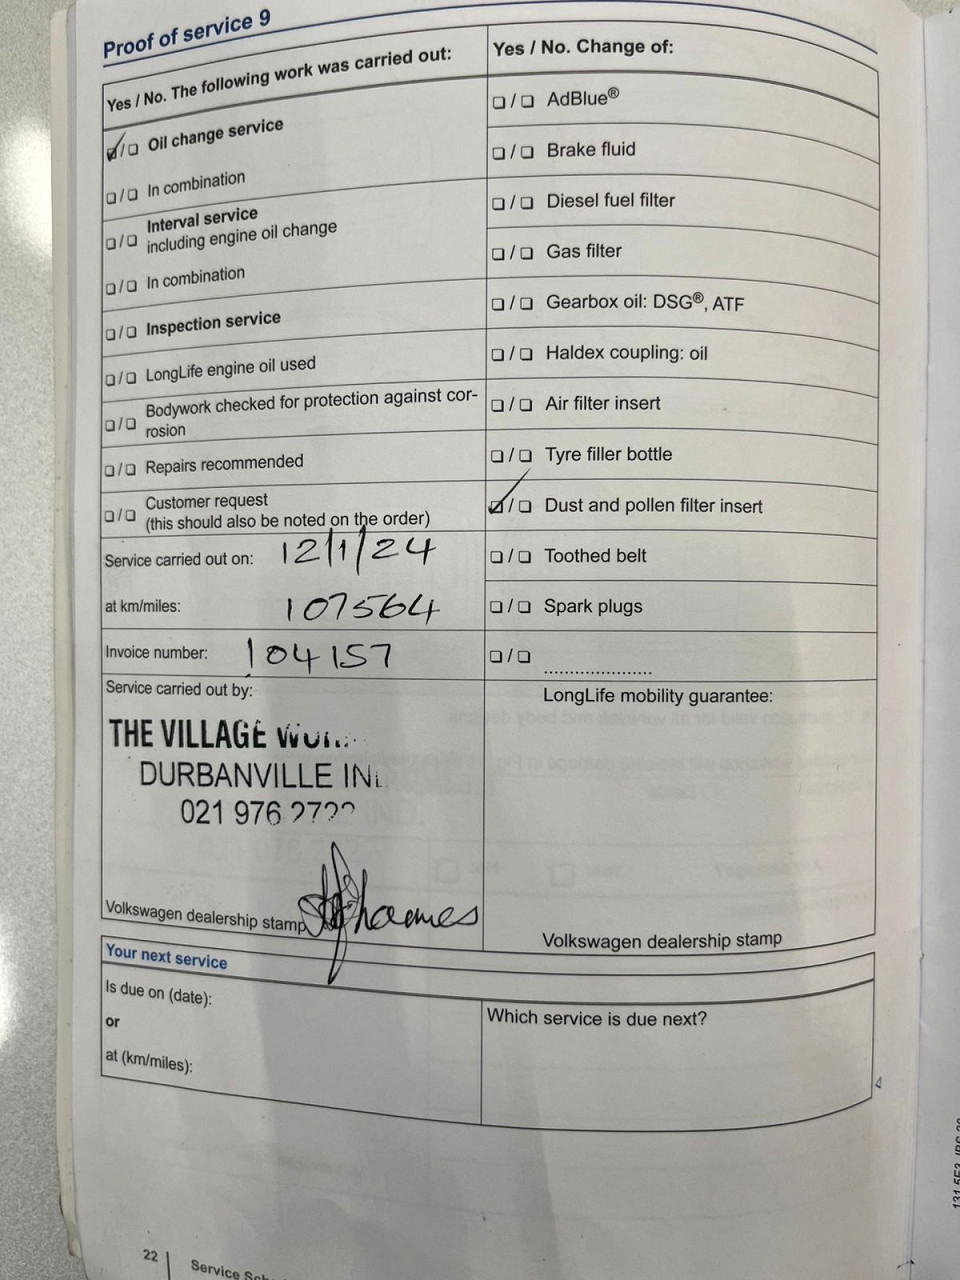 Proof of service 9
Yes / No. The following work was carried out:
Oil change service
In combination
Interval service
including engine oil change
In combination
Inspection service
LongLife engine oil used
Bodywork checked for protection against cor-
rosion
Repairs recommended
Customer request
(this should also be noted on the order)
Service carried out on: 12/1/24
at km/miles: 107564
Invoice number: 104157
Service carried out by:
THE VILLAGE
DURBANVILLE
021 976
Volkswagen dealership stamp
Yes / No. Change of:
AdBlue®
Brake fluid
Diesel fuel filter
Gas filter
Gearbox oil: DSG®, ATF
Haldex coupling: oil
Air filter insert
Tyre filler bottle
Dust and pollen filter insert
Toothed belt
Spark plugs
....................
LongLife mobility guarantee:
Volkswagen dealership stamp
Your next service
Is due on (date):
or
at (km/miles):
Which service is due next?
22
Service